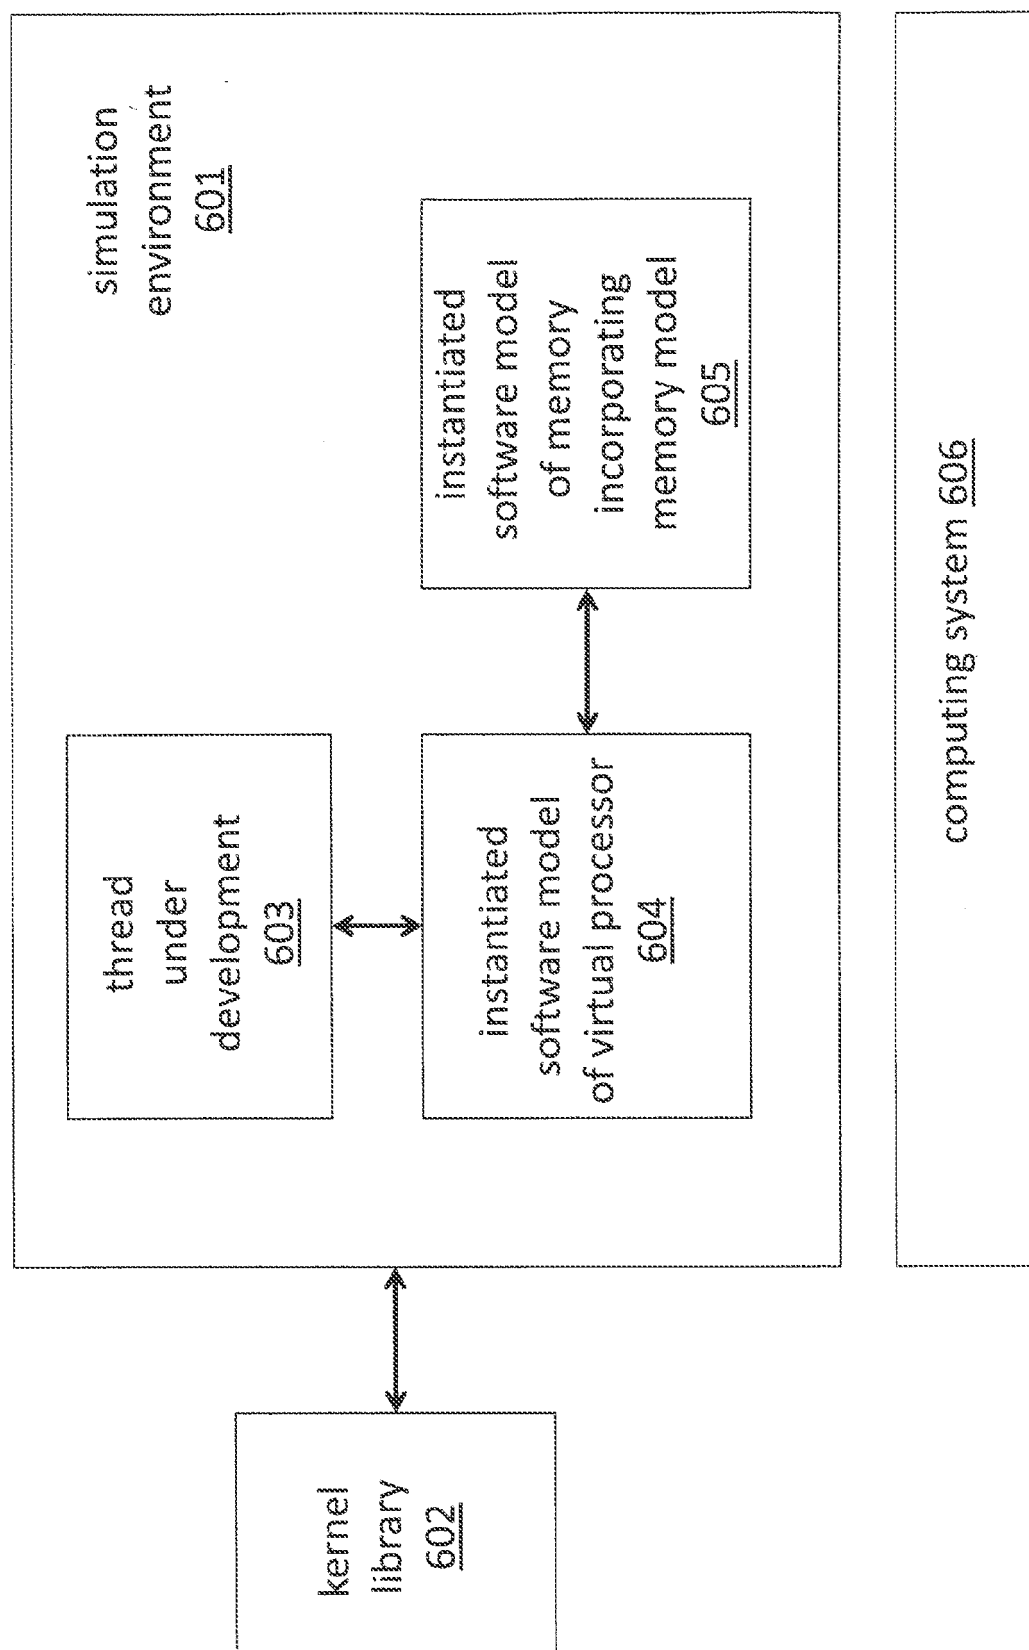 kernel
library
602
simulation
environment
601
thread
under
development
603
instantiated
software model
of virtual processor
604
instantiated
software model
of memory
incorporating
memory model
605
computing system 606